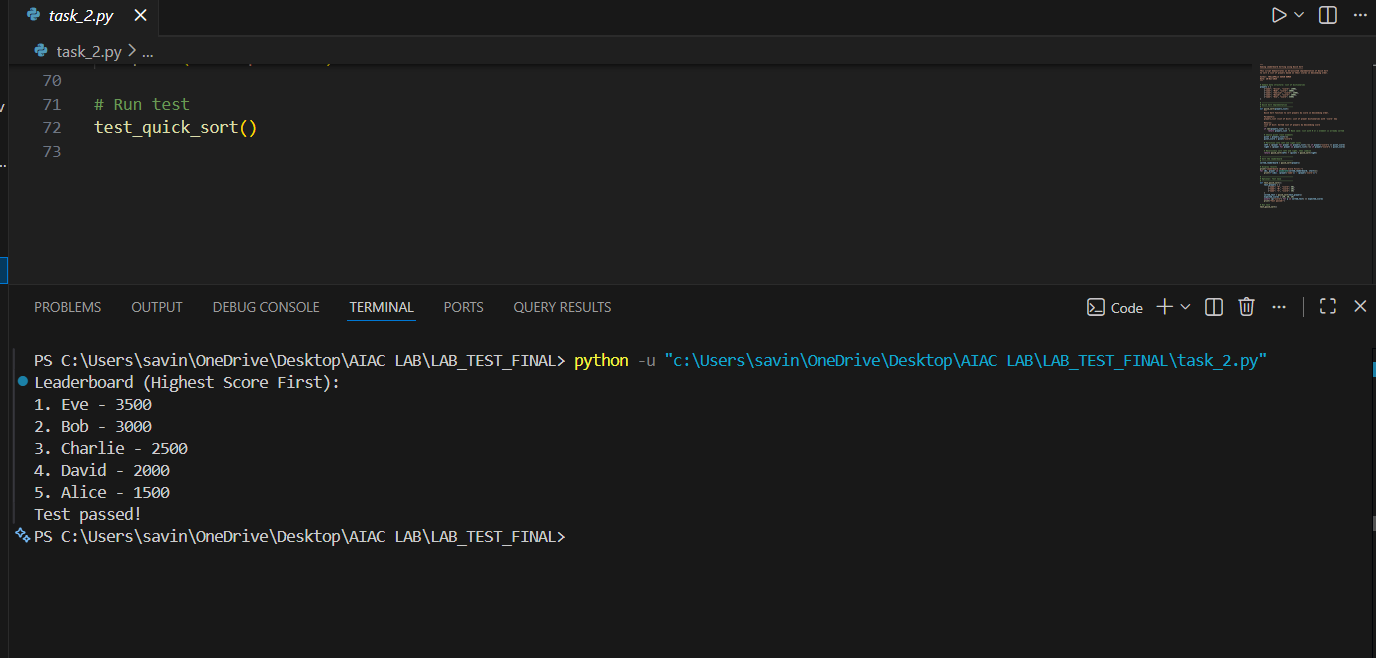 task_2.py
task_2.py > ...
70
71 # Run test
72 test_quick_sort()
73
PROBLEMS OUTPUT DEBUG CONSOLE TERMINAL PORTS QUERY RESULTS Code
PS C:\Users\savin\OneDrive\Desktop\AIAC LAB\LAB_TEST_FINAL> python -u "c:\Users\savin\OneDrive\Desktop\AIAC LAB\LAB_TEST_FINAL\task_2.py"
Leaderboard (Highest Score First):
1. Eve - 3500
2. Bob - 3000
3. Charlie - 2500
4. David - 2000
5. Alice - 1500
Test passed!
PS C:\Users\savin\OneDrive\Desktop\AIAC LAB\LAB_TEST_FINAL>